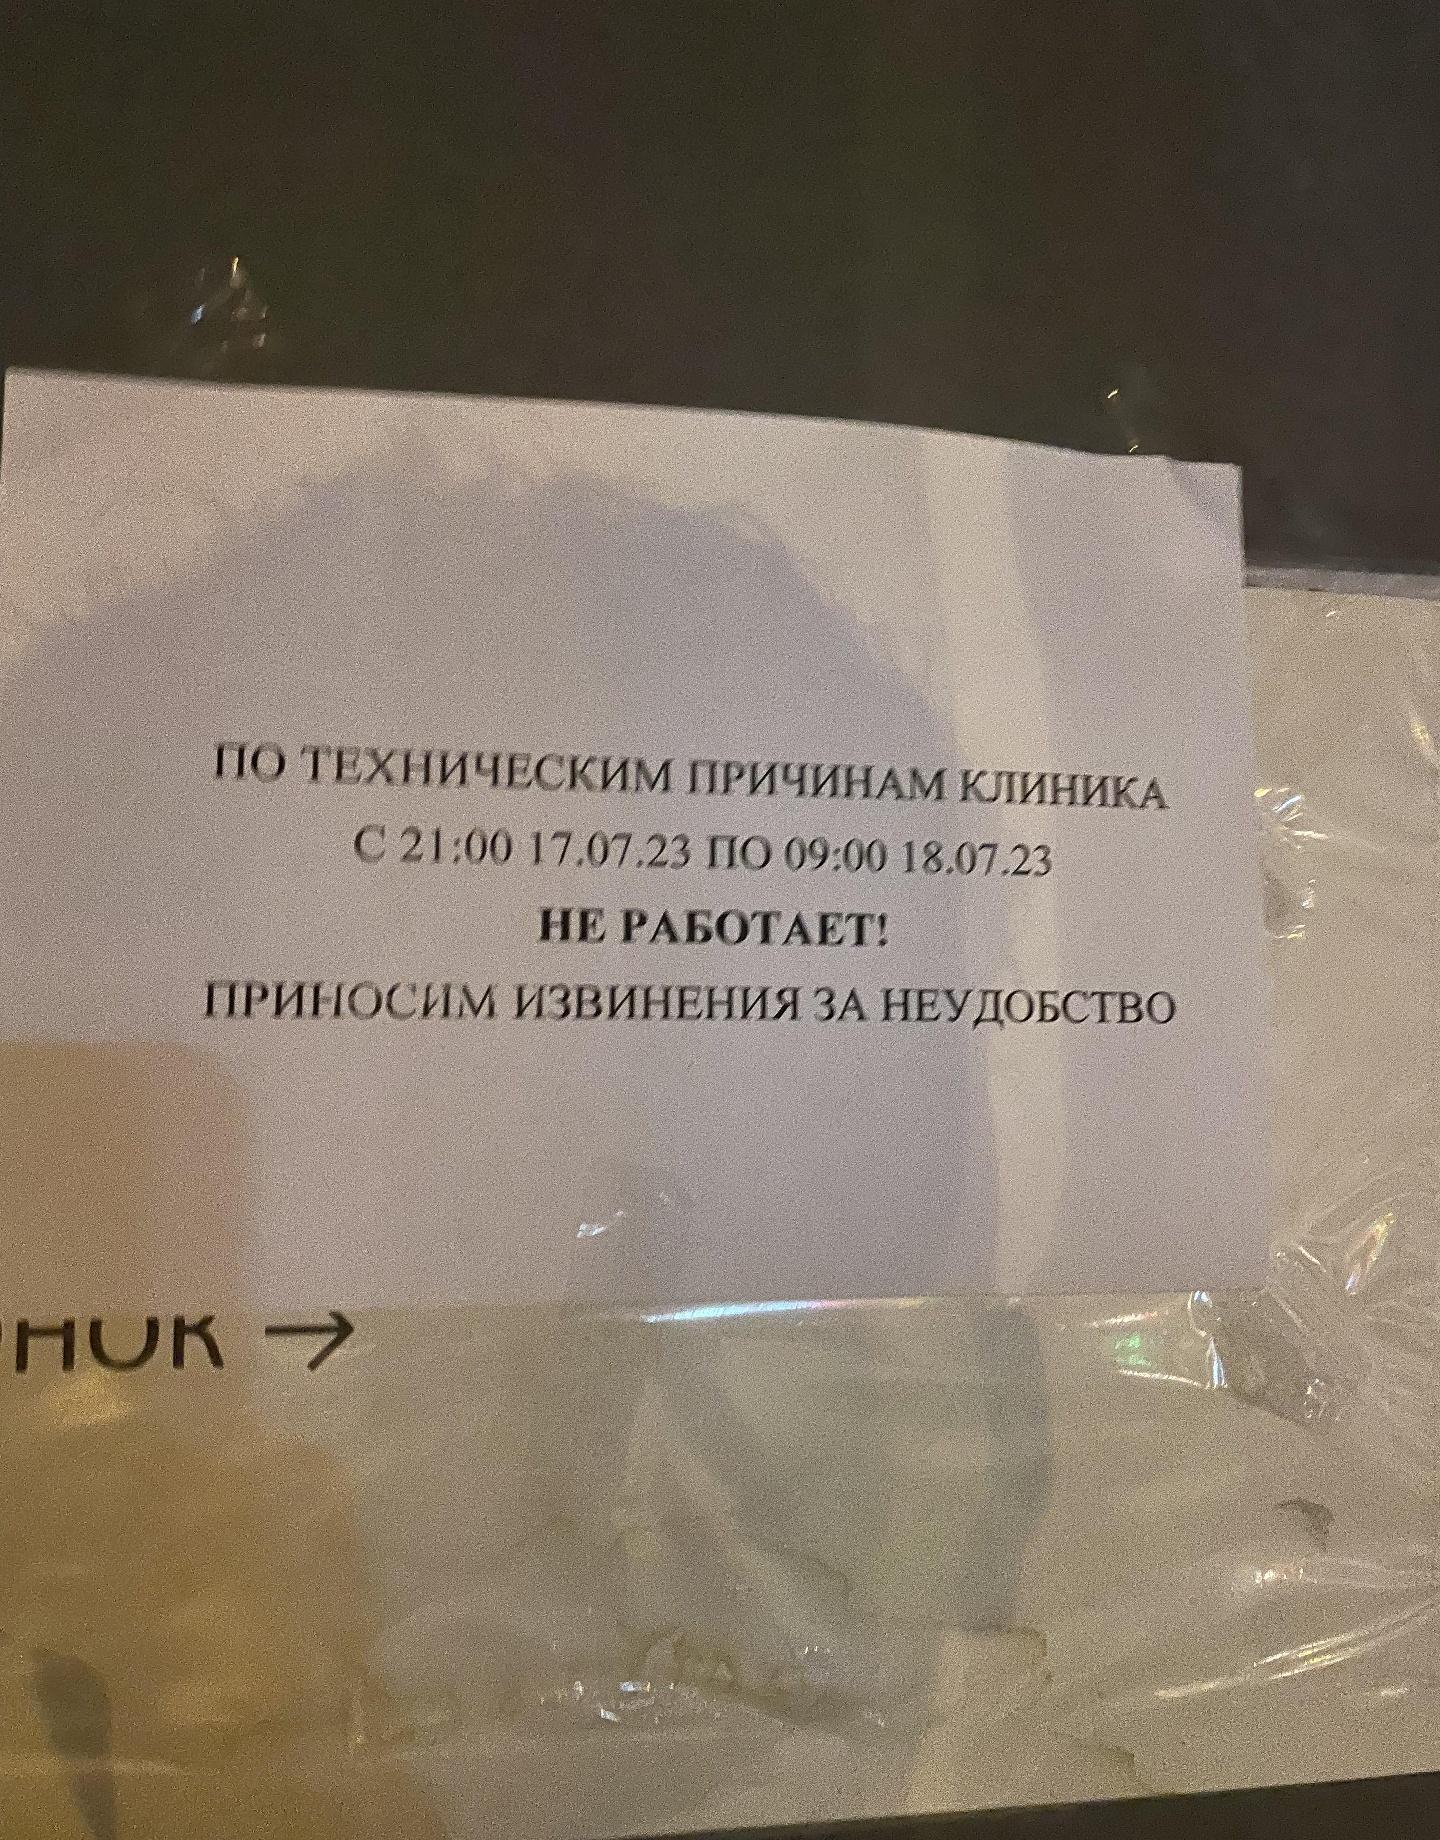 ПО ТЕХНИЧЕСКИМ ПРИЧИНАМ КЛИНИКА
С 21:00 17.07.23 ПО 09:00 18.07.23
НЕ РАБОТАЕТ!
ПРИНОСИМ ИЗВИНЕНИЯ ЗА НЕУДОБСТВО
→